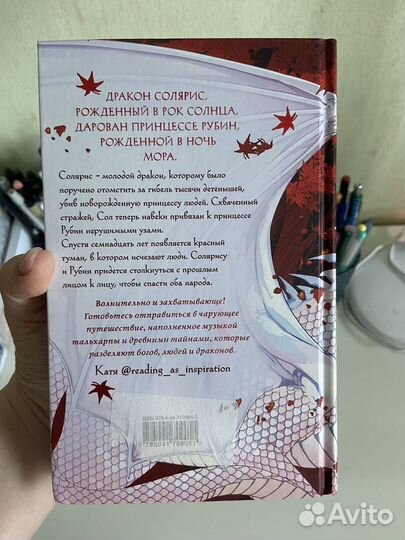 ДРАКОН СОЛЯРИС,
РОЖДЕННЫЙ В РОК СОЛНЦА,
ДАРОВАН ПРИНЦЕССЕ РУБИН,
РОЖДЕННОЙ В НОЧЬ
МОРА.
Солярис – молодой дракон, которому было
поручено отомстить за гибель тысячи детенышей,
убив новорожденную принцессу людей. Схваченный
стражей, Сол теперь навеки привязан к принцессе
Рубин нерушимыми узами.
Спустя семнадцать лет появляется красный
туман, в котором исчезают люди. Солярису
и Рубин придётся столкнуться с прошлым
лицом к лицу, чтобы спасти оба народа.
Волнительно и захватывающе!
Готовьтесь отправиться в чарующее
путешествие, наполненное музыкой
тальхарпы и древними тайнами, которые
разделяют богов, людей и драконов.
Катя @reading_as_inspiration
ISBN
Avito